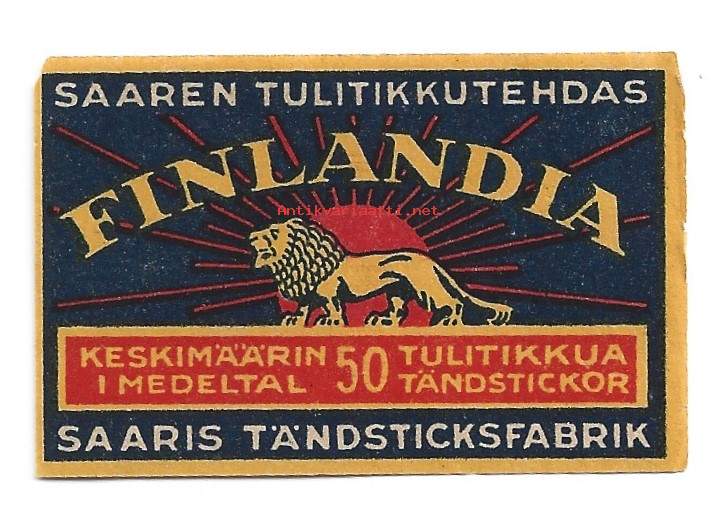 SAAREN TULITIKKUTEHDAS
FINLANDIA
Antikvariaatti.net
KESKIMÄÄRIN 50 TULITIKKUA
I MEDELTAL TÄNDSTICKOR
SAARIS TÄNDSTICKSFABRIK